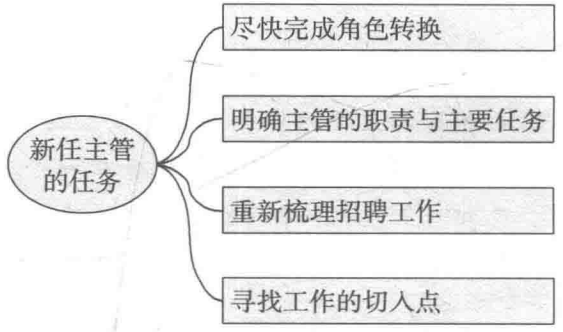 新任主管
的任务
尽快完成角色转换
明确主管的职责与主要任务
重新梳理招聘工作
寻找工作的切入点